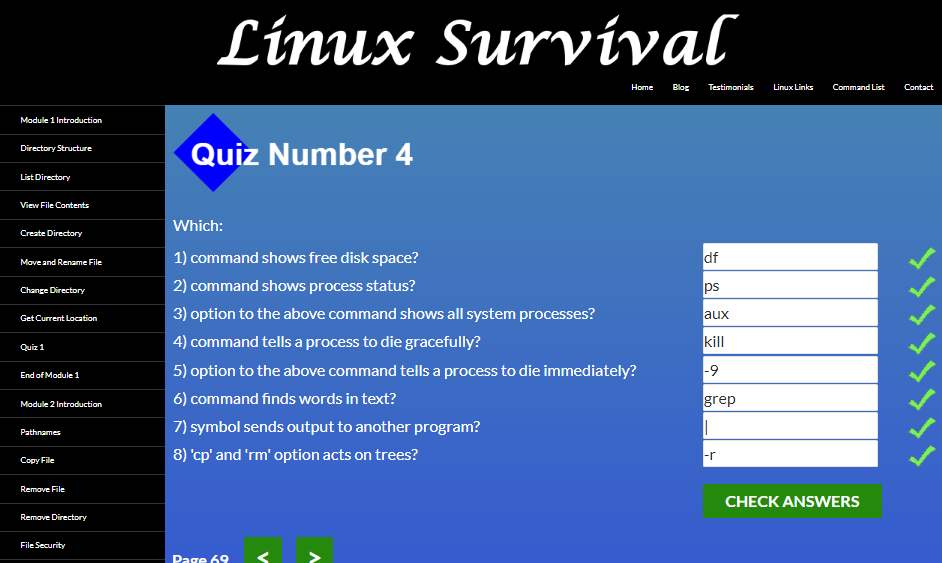 Linux Survival
Home Blog Testimonials Linux Links Command List Contact
Module 1 Introduction
Directory Structure
List Directory
View File Contents
Create Directory
Move and Rename File
Change Directory
Get Current Location
Quiz 1
End of Module 1
Module 2 Introduction
Pathnames
Copy File
Remove File
Remove Directory
File Security
Quiz Number 4
Which:
1) command shows free disk space? df
2) command shows process status? ps
3) option to the above command shows all system processes? aux
4) command tells a process to die gracefully? kill
5) option to the above command tells a process to die immediately? -9
6) command finds words in text? grep
7) symbol sends output to another program? |
8) 'cp' and 'rm' option acts on trees? -r
CHECK ANSWERS
Page 69 < >